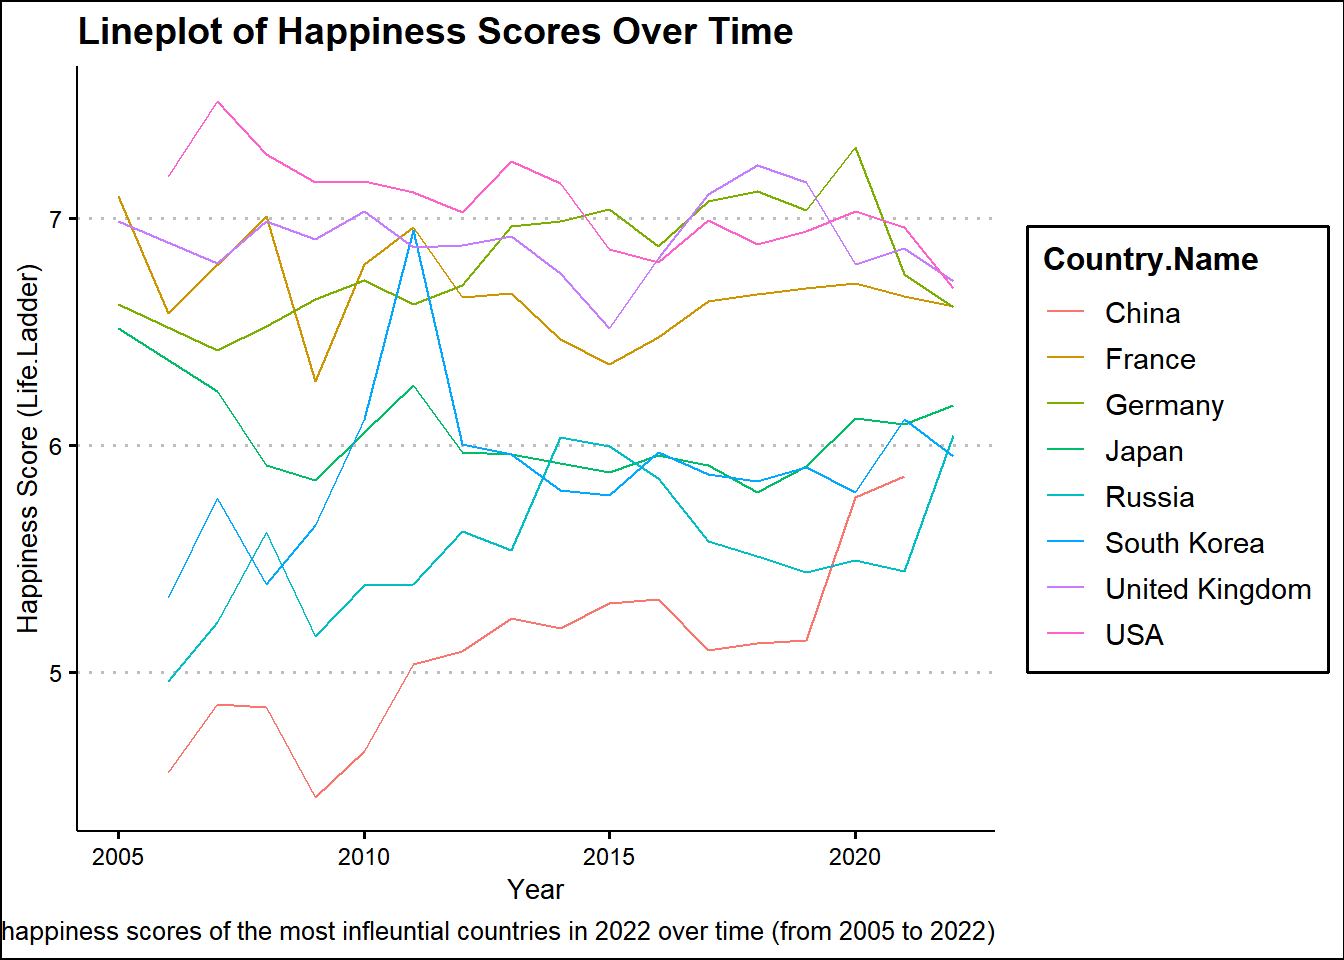 Lineplot of Happiness Scores Over Time
Happiness Score (Life.Ladder)
7
6
5
2005 2010 2015 2020
Year
happiness scores of the most infleuntial countries in 2022 over time (from 2005 to 2022)
Country.Name
China
France
Germany
Japan
Russia
South Korea
United Kingdom
USA